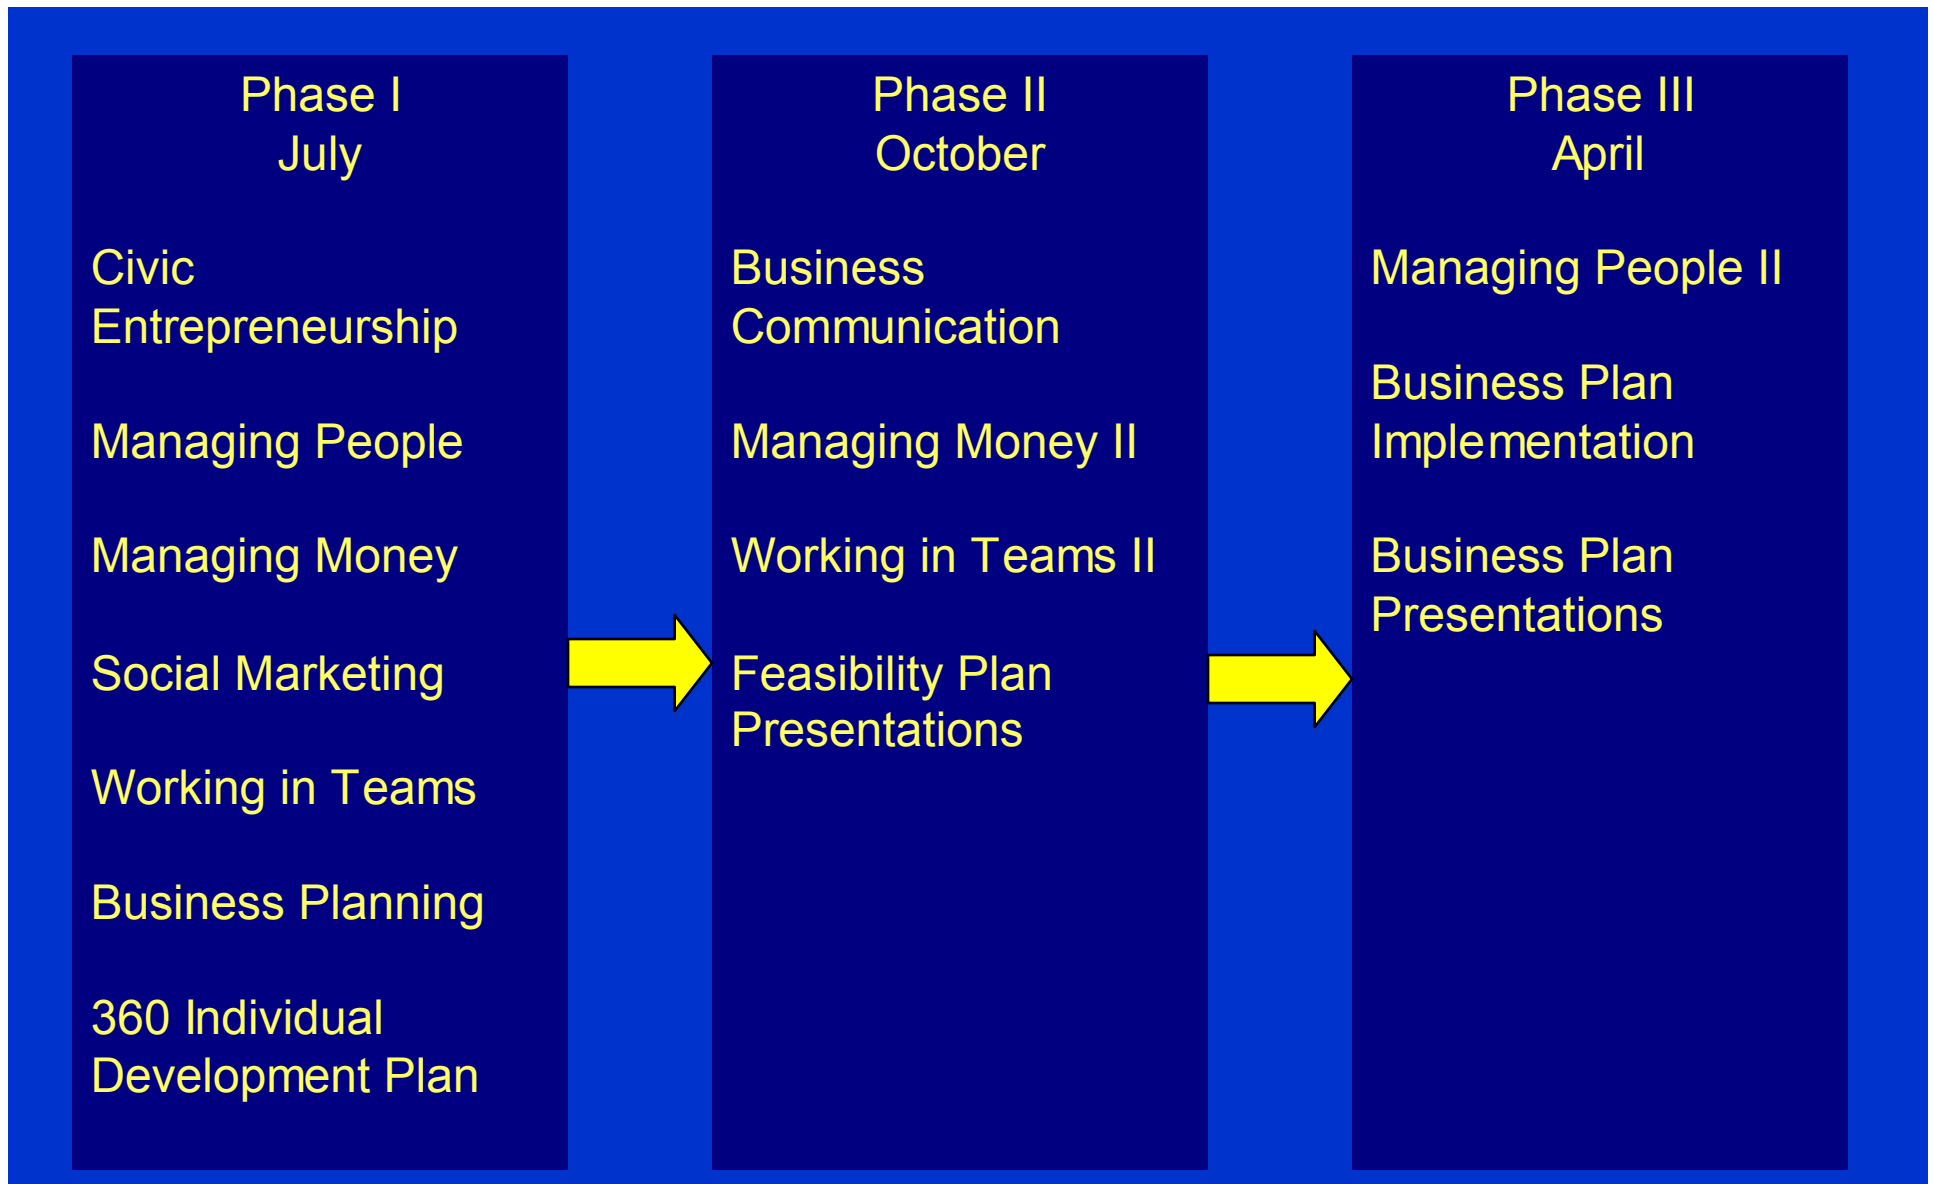 Phase I
July
Civic
Entrepreneurship
Managing People
Managing Money
Social Marketing
Working in Teams
Business Planning
360 Individual
Development Plan
Phase II
October
Business
Communication
Managing Money II
Working in Teams II
Feasibility Plan
Presentations
Phase III
April
Managing People II
Business Plan
Implementation
Business Plan
Presentations